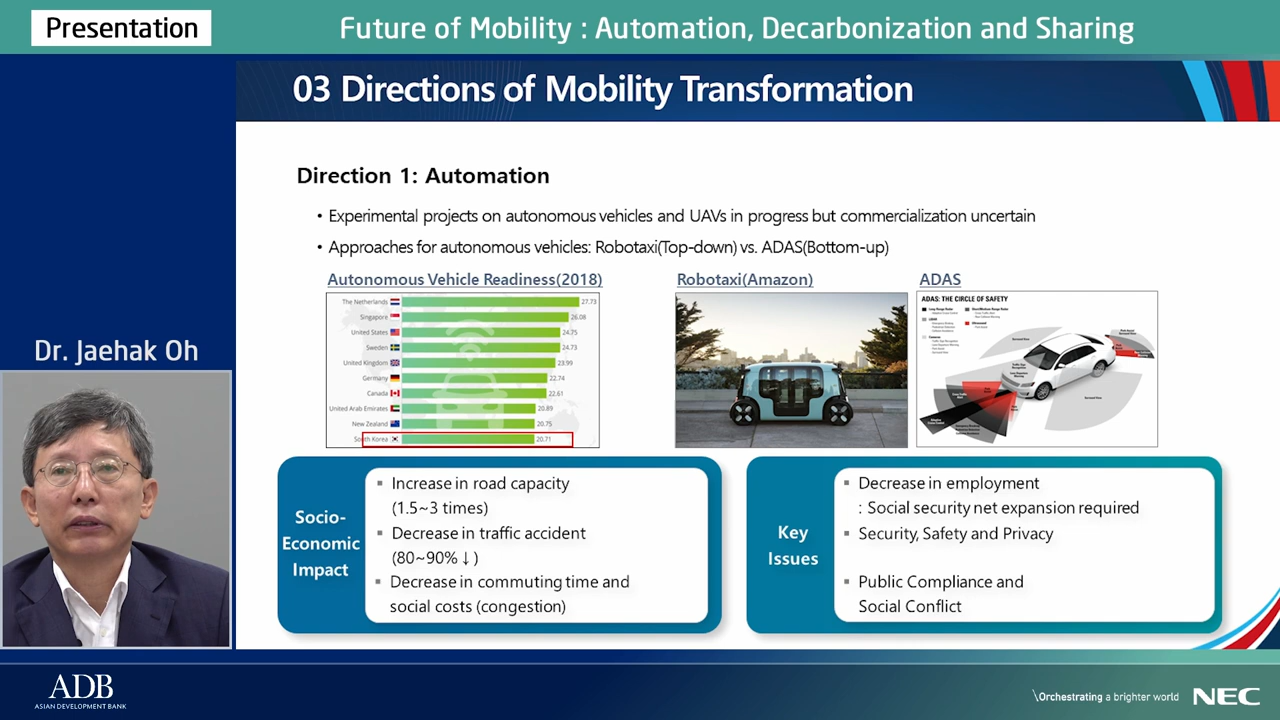 Presentation
Future of Mobility : Automation, Decarbonization and Sharing
03 Directions of Mobility Transformation
Direction 1: Automation
• Experimental projects on autonomous vehicles and UAVs in progress but commercialization uncertain
• Approaches for autonomous vehicles: Robotaxi(Top-down) vs. ADAS(Bottom-up)
Autonomous Vehicle Readiness(2018)
The Netherlands 27.73
Singapore 26.08
United States 24.75
Sweden 24.73
United Kingdom 23.99
Germany 22.74
Canada 22.61
United Arab Emirates 20.89
New Zealand 20.75
South Korea 20.71
Robotaxi(Amazon)
ADAS
ADAS: THE CIRCLE OF SAFETY
Dr. Jaehak Oh
Socio-
Economic
Impact
▪ Increase in road capacity
(1.5~3 times)
▪ Decrease in traffic accident
(80~90%↓)
▪ Decrease in commuting time and
social costs (congestion)
Key
Issues
▪ Decrease in employment
: Social security net expansion required
▪ Security, Safety and Privacy
▪ Public Compliance and
Social Conflict
ADB
ASIAN DEVELOPMENT BANK
\Orchestrating a brighter world
NEC